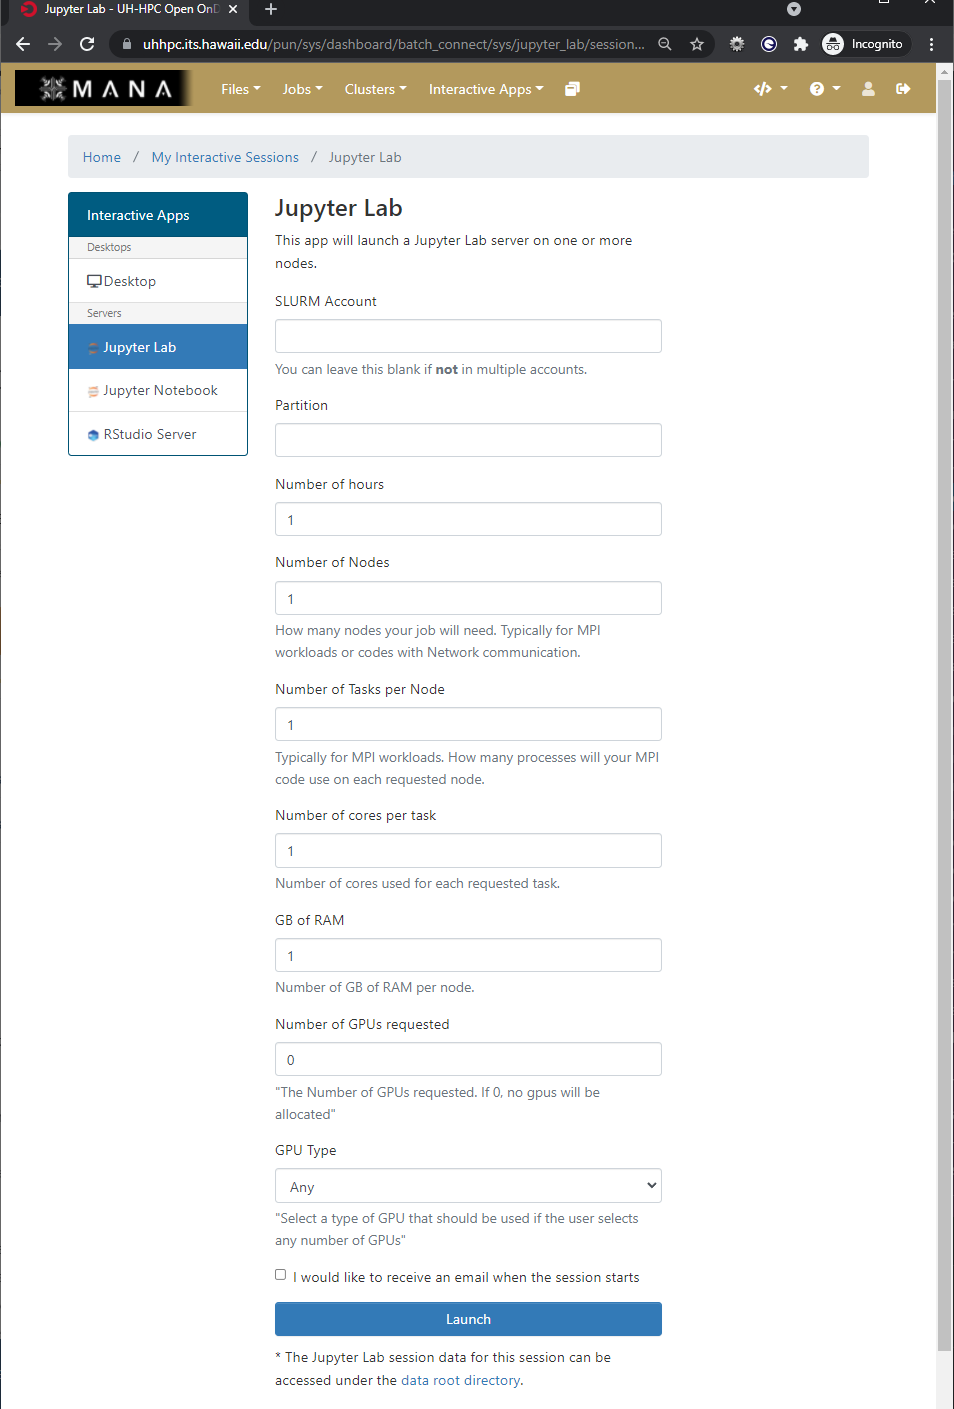 Jupyter Lab - UH-HPC Open OnD
uhhpc.its.hawaii.edu/pun/sys/dashboard/batch_connect/sys/jupyter_lab/session...
Incognito
MANA
Files
Jobs
Clusters
Interactive Apps
Home / My Interactive Sessions / Jupyter Lab
Interactive Apps
Desktops
Desktop
Servers
Jupyter Lab
Jupyter Notebook
RStudio Server
Jupyter Lab
This app will launch a Jupyter Lab server on one or more
nodes.
SLURM Account
You can leave this blank if not in multiple accounts.
Partition
Number of hours
1
Number of Nodes
1
How many nodes your job will need. Typically for MPI
workloads or codes with Network communication.
Number of Tasks per Node
1
Typically for MPI workloads. How many processes will your MPI
code use on each requested node.
Number of cores per task
1
Number of cores used for each requested task.
GB of RAM
1
Number of GB of RAM per node.
Number of GPUs requested
0
"The Number of GPUs requested. If 0, no gpus will be
allocated"
GPU Type
Any
"Select a type of GPU that should be used if the user selects
any number of GPUs"
I would like to receive an email when the session starts
Launch
* The Jupyter Lab session data for this session can be
accessed under the data root directory.